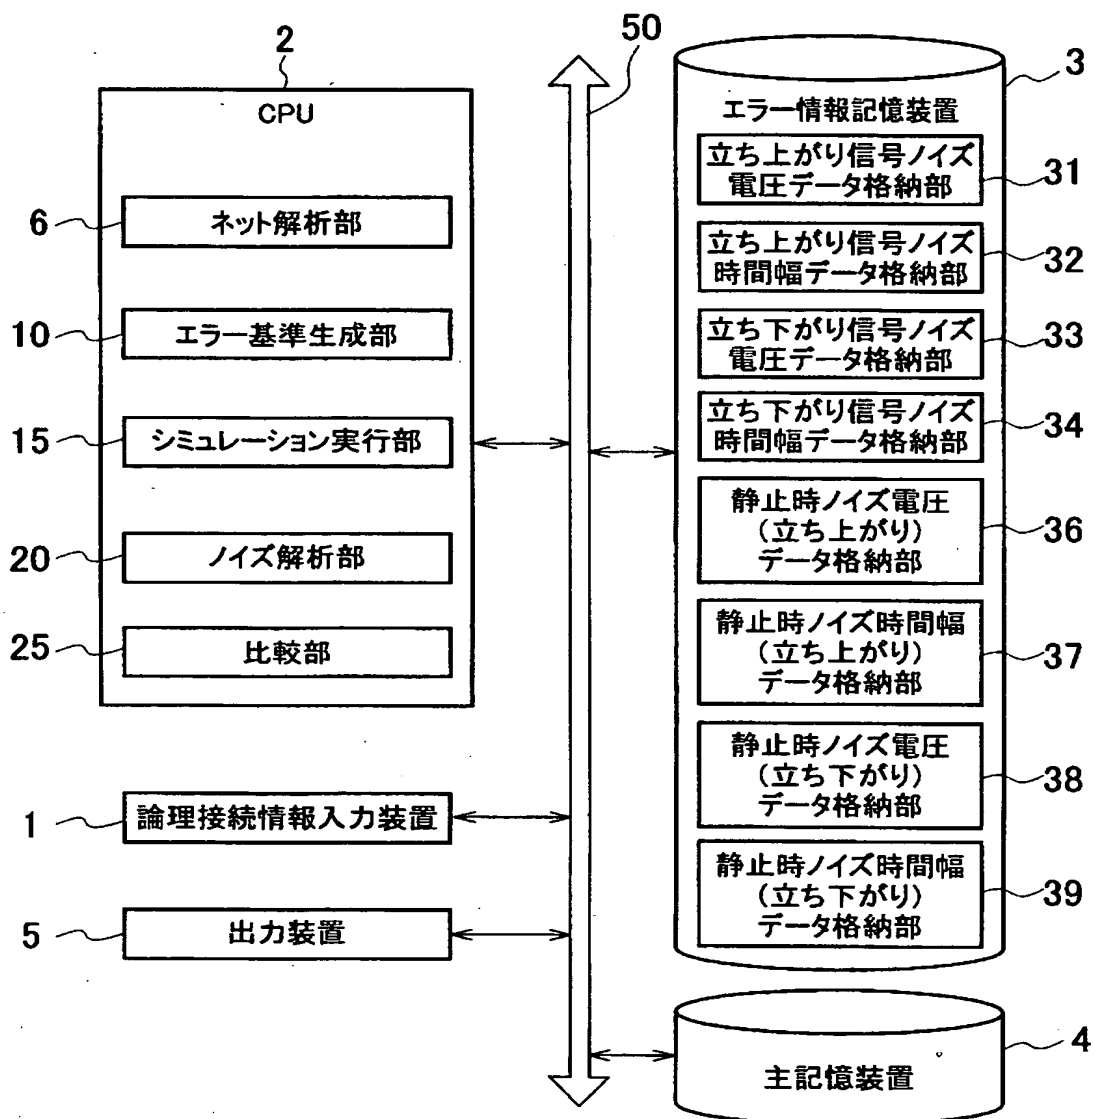 2
CPU
6
ネット解析部
10
エラー基準生成部
15
シミュレーション実行部
20
ノイズ解析部
25
比較部
1
論理接続情報入力装置
5
出力装置
50
3
エラー情報記憶装置
立ち上がり信号ノイズ
電圧データ格納部
31
立ち上がり信号ノイズ
時間幅データ格納部
32
立ち下がり信号ノイズ
電圧データ格納部
33
立ち下がり信号ノイズ
時間幅データ格納部
34
静止時ノイズ電圧
(立ち上がり)
データ格納部
36
静止時ノイズ時間幅
(立ち上がり)
データ格納部
37
静止時ノイズ電圧
(立ち下がり)
データ格納部
38
静止時ノイズ時間幅
(立ち下がり)
データ格納部
39
4
主記憶装置